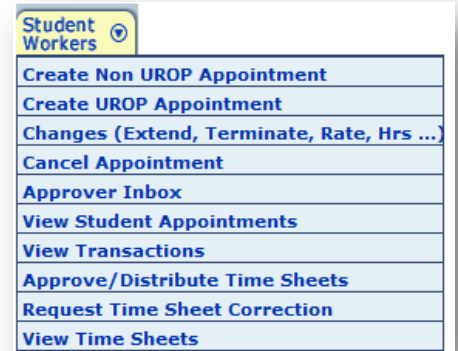 Student
Workers
Create Non UROP Appointment
Create UROP Appointment
Changes (Extend, Terminate, Rate, Hrs ...)
Cancel Appointment
Approver Inbox
View Student Appointments
View Transactions
Approve/Distribute Time Sheets
Request Time Sheet Correction
View Time Sheets